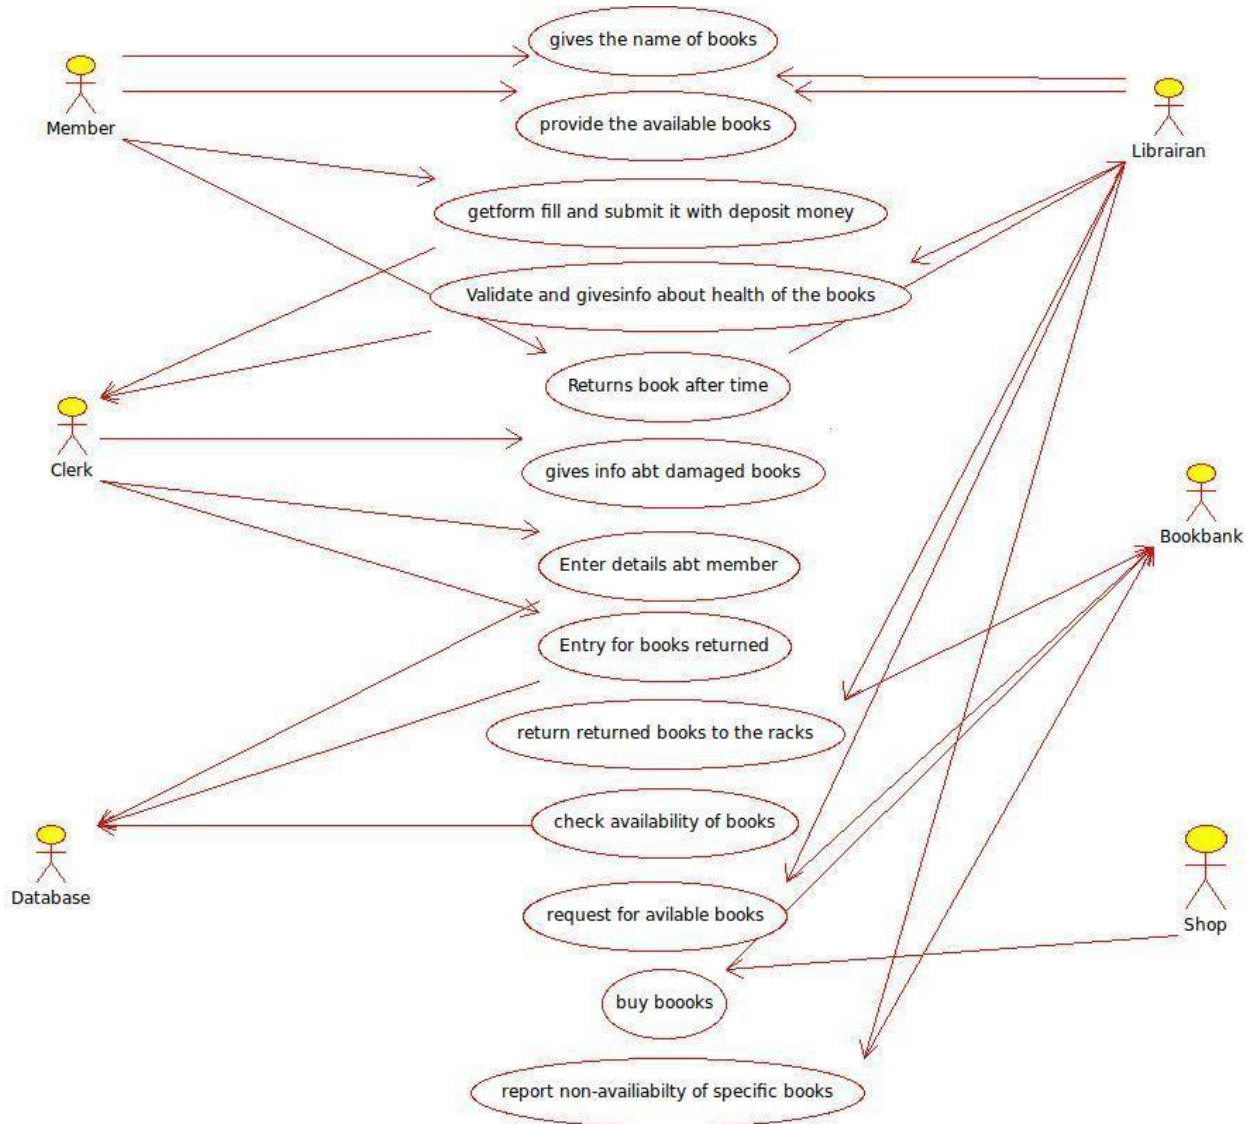 gives the name of books
Member
provide the available books
Librairan
getform fill and submit it with deposit money
Validate and givesinfo about health of the books
Returns book after time
Clerk
gives info abt damaged books
Bookbank
Enter details abt member
Entry for books returned
return returned books to the racks
check availability of books
Database
request for avilable books
Shop
buy boooks
report non-availiabilty of specific books